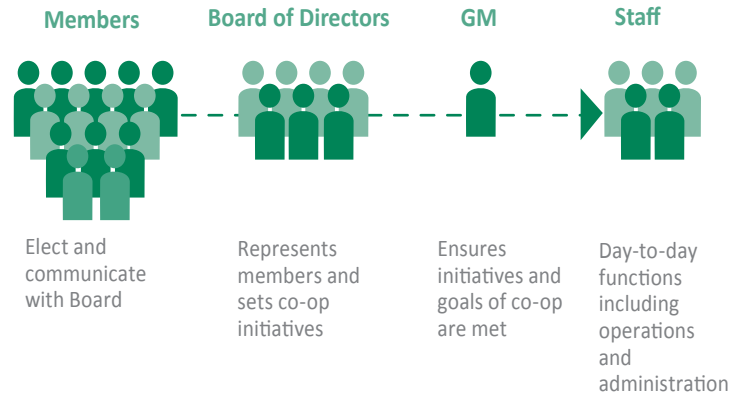 Members
Board of Directors
GM
Staff
Elect and
communicate
with Board
Represents
members and
sets co-op
initiatives
Ensures
initiatives and
goals of co-op
are met
Day-to-day
functions
including
operations
and
administration